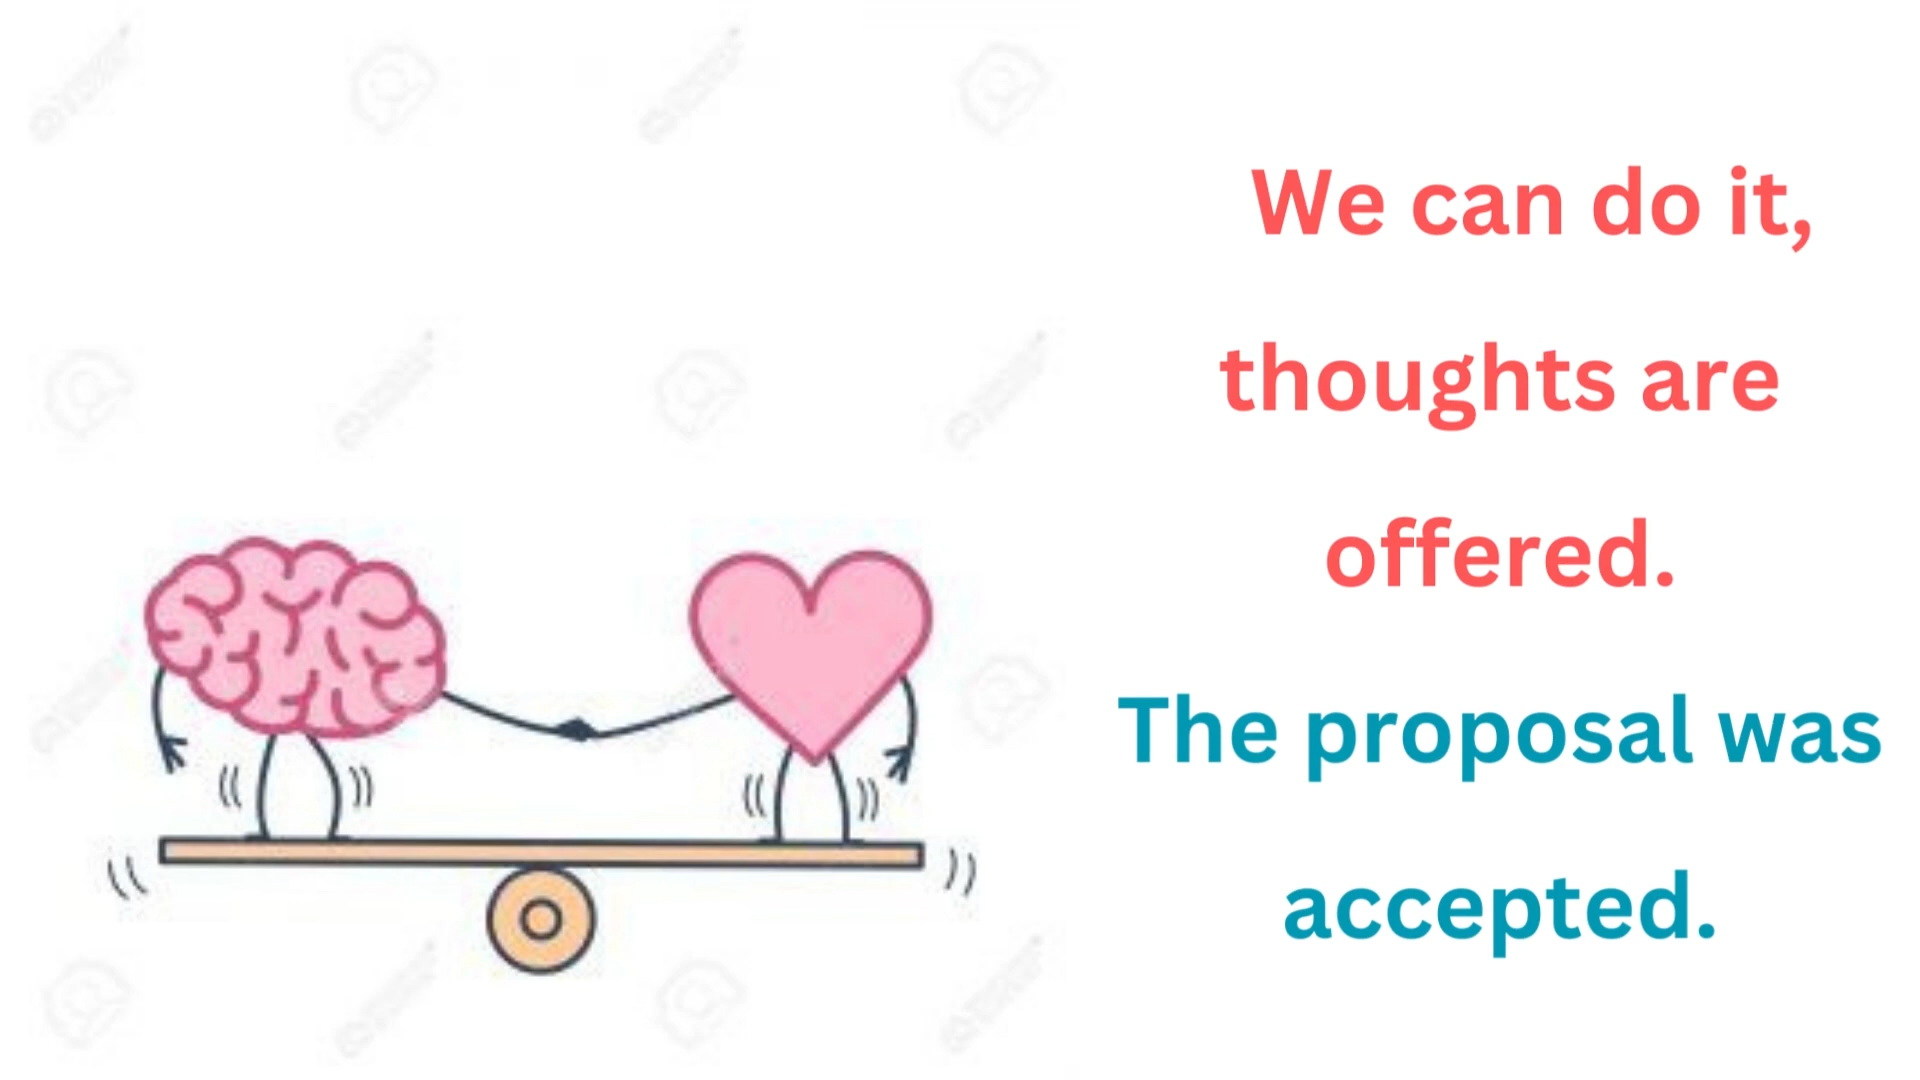 We can do it,
thoughts are
offered.
The proposal was
accepted.